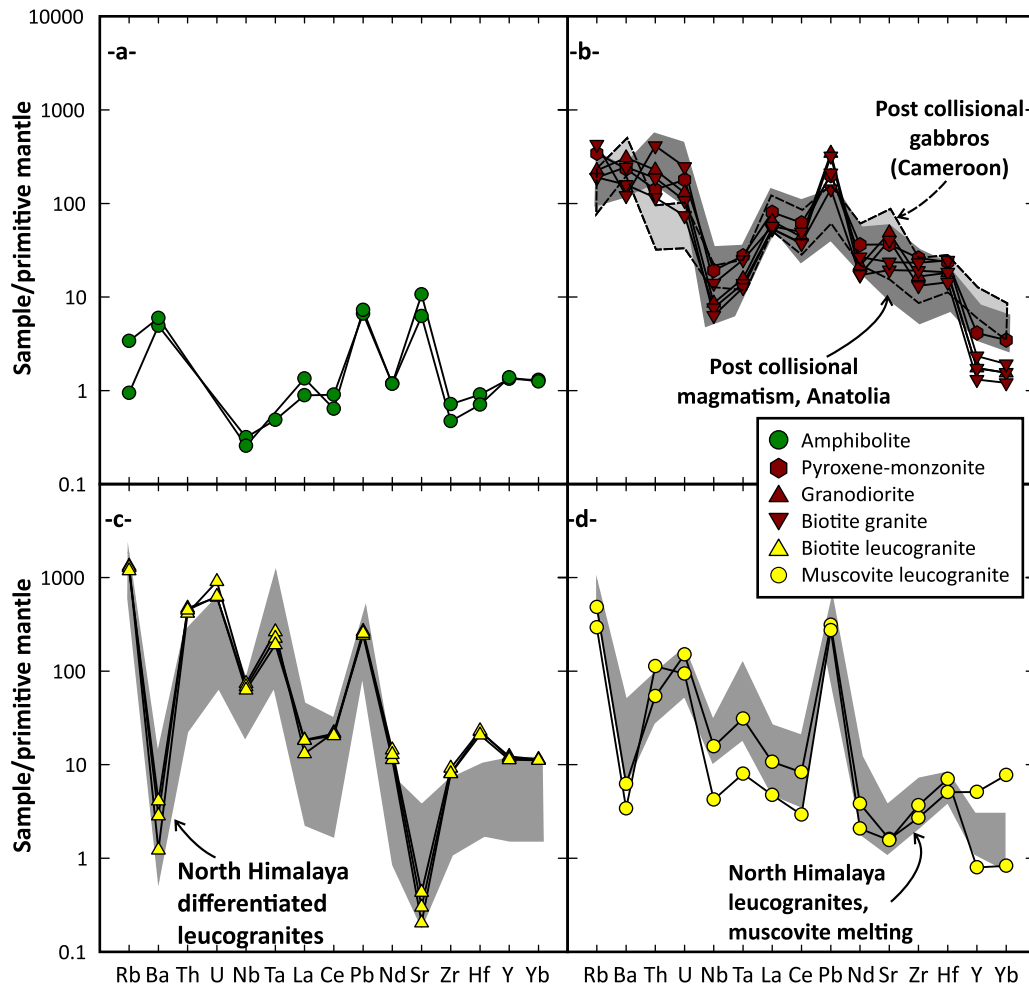 10000
1000
100
10
1
0.1
Sample/primitive mantle
-a-
-b-
Post collisional
gabbros
(Cameroon)
Post collisional
magmatism, Anatolia
Amphibolite
Pyroxene-monzonite
Granodiorite
Biotite granite
Biotite leucogranite
Muscovite leucogranite
1000
100
10
1
0.1
Sample/primitive mantle
-c-
North Himalaya
differentiated
leucogranites
-d-
North Himalaya
leucogranites,
muscovite melting
Rb Ba Th U Nb Ta La Ce Pb Nd Sr Zr Hf Y Yb
Rb Ba Th U Nb Ta La Ce Pb Nd Sr Zr Hf Y Yb